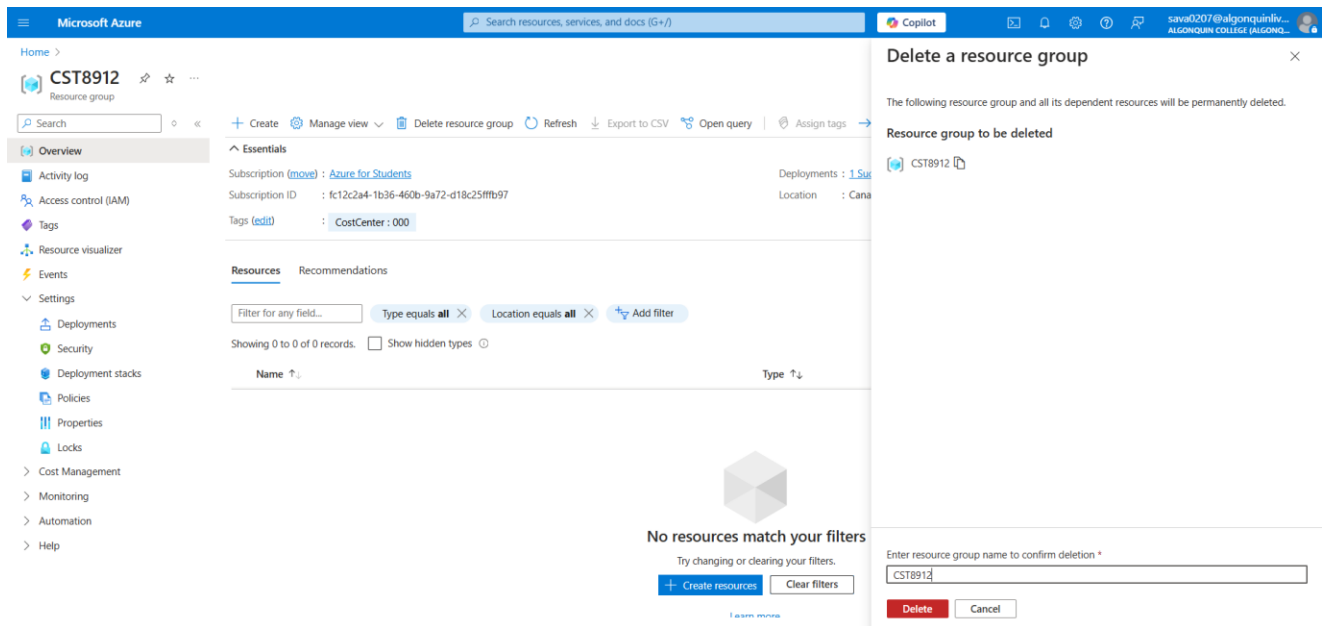 Microsoft Azure
Search resources, services, and docs (G+/)
Copilot
sava0207@algonquinliv...
ALGONQUIN COLLEGE (ALGONQ...
Home >
CST8912
Resource group
Search
Overview
Activity log
Access control (IAM)
Tags
Resource visualizer
Events
Settings
Deployments
Security
Deployment stacks
Policies
Properties
Locks
Cost Management
Monitoring
Automation
Help
Create Manage view Delete resource group Refresh Export to CSV Open query Assign tags
Essentials
Subscription (move) : Azure for Students
Deployments : 1 Suc
Subscription ID : fc12c2a4-1b36-460b-9a72-d18c25fffb97
Location : Cana
Tags (edit) : CostCenter : 000
Resources Recommendations
Filter for any field... Type equals all Location equals all Add filter
Showing 0 to 0 of 0 records. Show hidden types
Name Type
No resources match your filters
Try changing or clearing your filters.
Create resources Clear filters
Learn more
Delete a resource group
The following resource group and all its dependent resources will be permanently deleted.
Resource group to be deleted
CST8912
Enter resource group name to confirm deletion *
CST8912
Delete Cancel